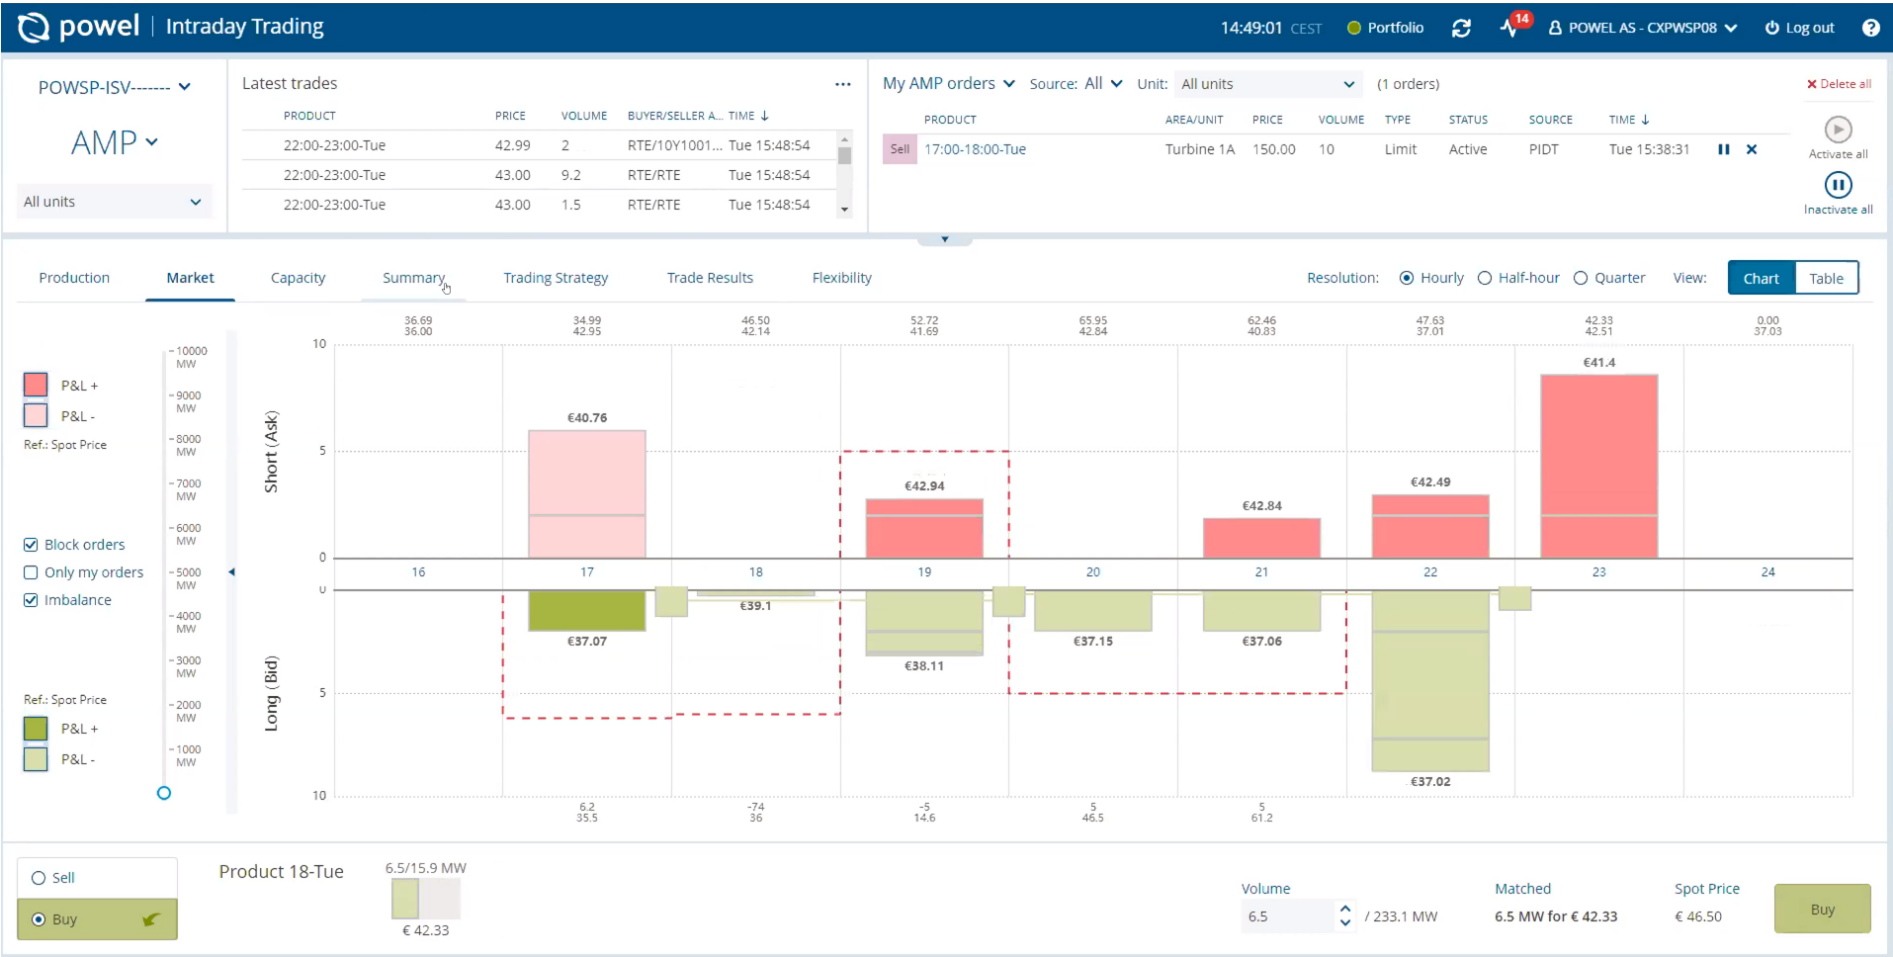 powel | Intraday Trading
14:49:01 CEST
Portfolio
14
POWEL AS - CXPWSP08
Log out
?
POWSP-ISV-------
AMP
All units
Latest trades
...
PRODUCT PRICE VOLUME BUYER/SELLER A... TIME ↓
22:00-23:00-Tue 42.99 2 RTE/10Y1001... Tue 15:48:54
22:00-23:00-Tue 43.00 9.2 RTE/RTE Tue 15:48:54
22:00-23:00-Tue 43.00 1.5 RTE/RTE Tue 15:48:54
My AMP orders Source: All Unit: All units (1 orders)
PRODUCT AREA/UNIT PRICE VOLUME TYPE STATUS SOURCE TIME ↓
Sell 17:00-18:00-Tue Turbine 1A 150.00 10 Limit Active PIDT Tue 15:38:31
Delete all
Activate all
Inactivate all
Production Market Capacity Summary Trading Strategy Trade Results Flexibility
Resolution: Hourly Half-hour Quarter View: Chart Table
36.69 34.99 46.50 52.72 65.95 62.46 47.63 42.33 0.00
36.00 42.95 42.14 41.69 42.84 40.83 37.01 42.51 37.03
P&L +
P&L -
Ref.: Spot Price
Block orders
Only my orders
Imbalance
Ref.: Spot Price
P&L +
P&L -
10000 MW
9000 MW
8000 MW
7000 MW
6000 MW
5000 MW
4000 MW
3000 MW
2000 MW
1000 MW
Short (Ask)
10
5
0
€40.76
€42.94
€42.84
€42.49
€41.4
16 17 18 19 20 21 22 23 24
Long (Bid)
0
5
10
€37.07
€39.1
€38.11
€37.15
€37.06
€37.02
6.2 -74 -5 5 5
35.5 36 14.6 46.5 61.2
Sell
Buy
Product 18-Tue
6.5/15.9 MW
€ 42.33
Volume
6.5 / 233.1 MW
Matched
6.5 MW for € 42.33
Spot Price
€ 46.50
Buy